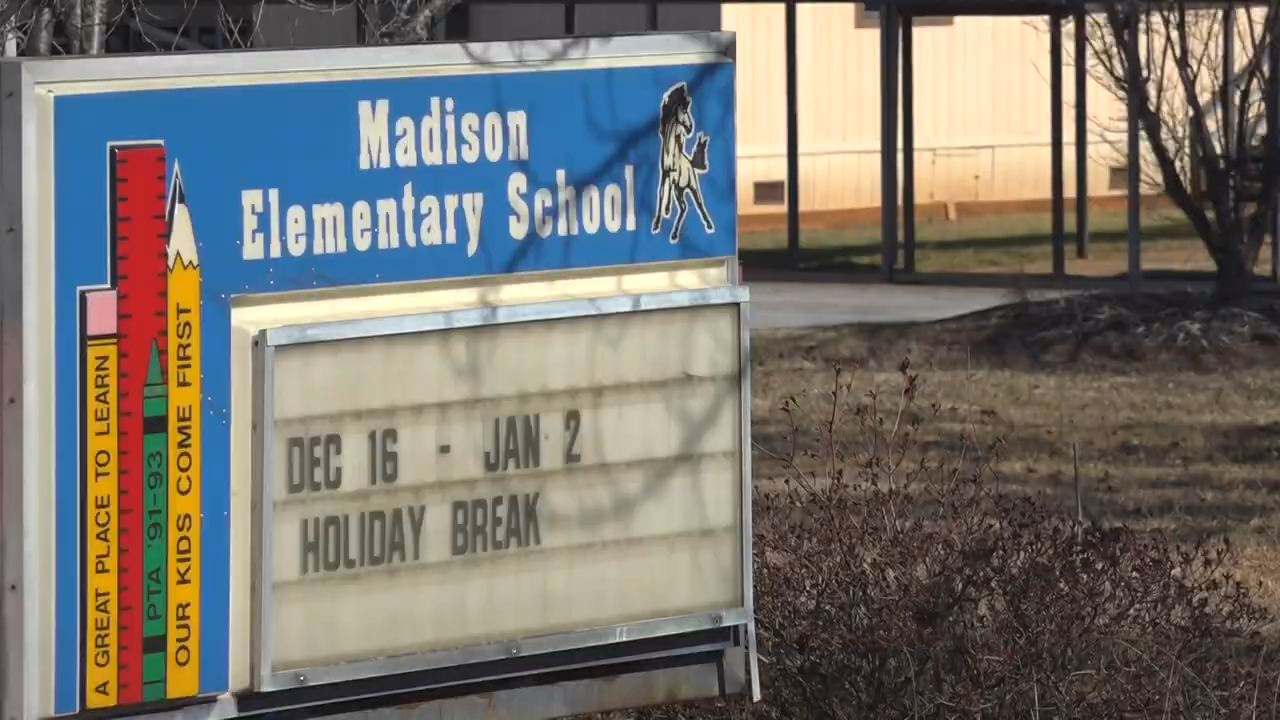 Madison
Elementary School
A GREAT PLACE TO LEARN
PTA '91-93
OUR KIDS COME FIRST
DEC 16 - JAN 2
HOLIDAY BREAK